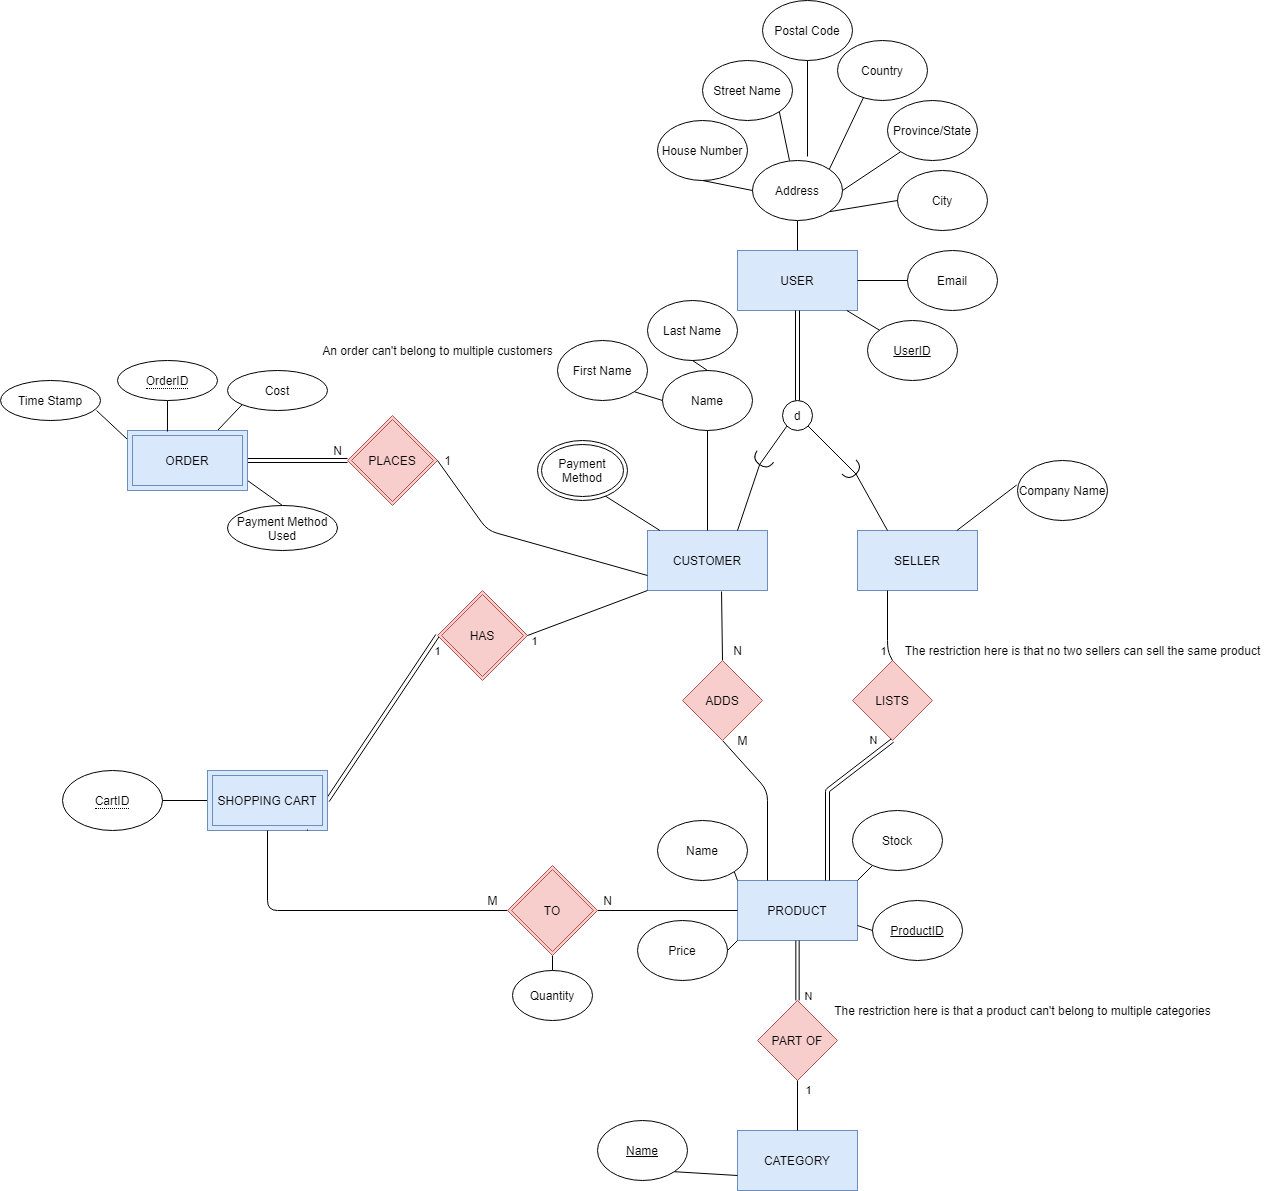 Postal Code
Country
Street Name
Province/State
House Number
Address
City
USER
Email
Last Name
UserID
An order can't belong to multiple customers
First Name
OrderID
Cost
Time Stamp
Name
d
N
1
ORDER
PLACES
Payment
Method
Company Name
Payment Method
Used
CUSTOMER
SELLER
HAS
1
1
N
1
The restriction here is that no two sellers can sell the same product
ADDS
LISTS
M
N
CartID
SHOPPING CART
Name
Stock
M
TO
N
PRODUCT
ProductID
Price
Quantity
N
The restriction here is that a product can't belong to multiple categories
PART OF
1
Name
CATEGORY